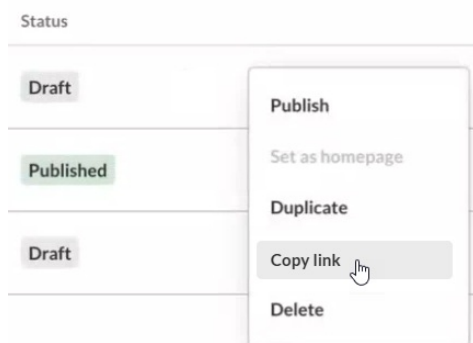 Status
Draft
Publish
Set as homepage
Published
Duplicate
Draft
Copy link
Delete